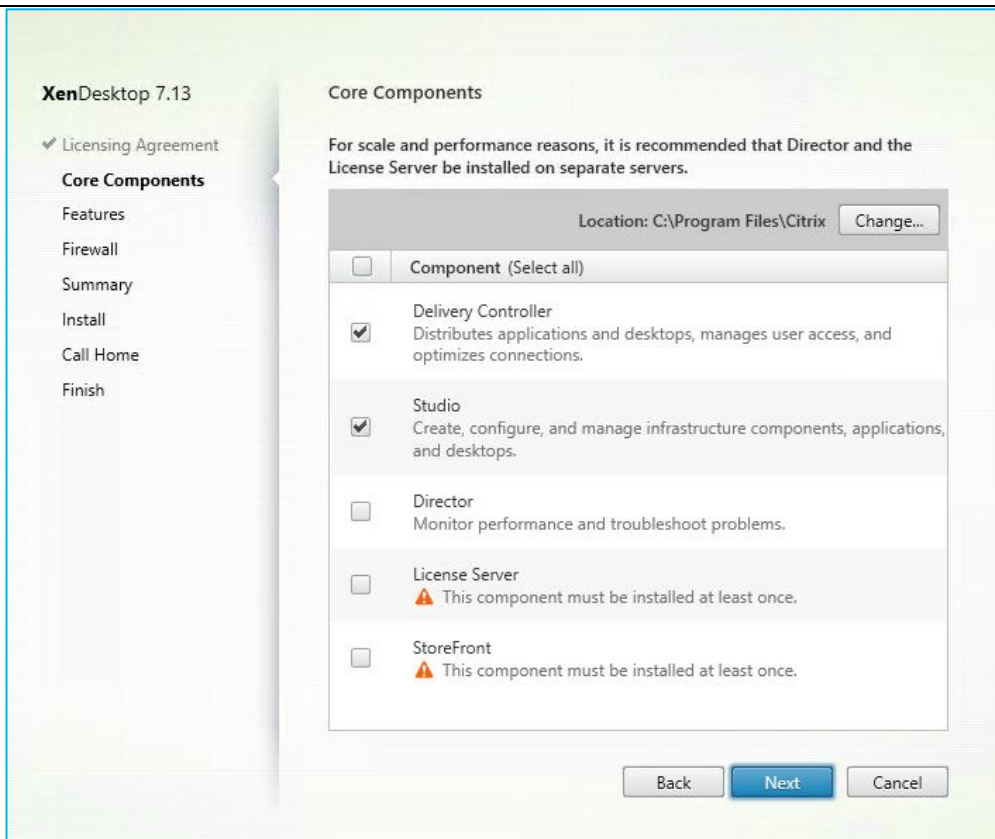 XenDesktop 7.13
Licensing Agreement
Core Components
Features
Firewall
Summary
Install
Call Home
Finish
Core Components
For scale and performance reasons, it is recommended that Director and the
License Server be installed on separate servers.
Location: C:\Program Files\Citrix
Change...
Component (Select all)
Delivery Controller
Distributes applications and desktops, manages user access, and
optimizes connections.
Studio
Create, configure, and manage infrastructure components, applications,
and desktops.
Director
Monitor performance and troubleshoot problems.
License Server
This component must be installed at least once.
StoreFront
This component must be installed at least once.
Back
Next
Cancel